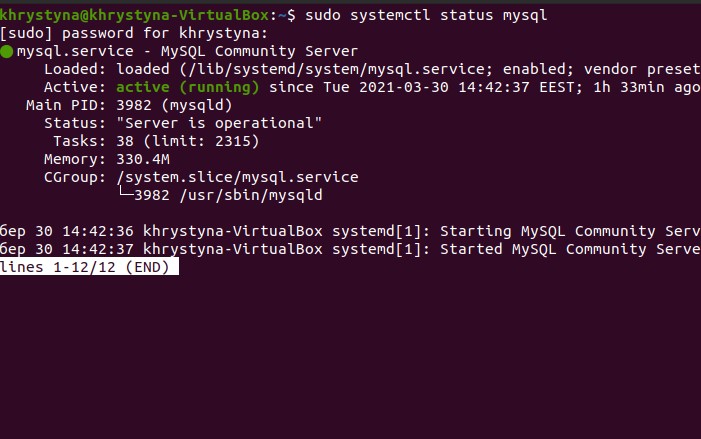 khrystyna@khrystyna-VirtualBox:~$ sudo systemctl status mysql
[sudo] password for khrystyna:
● mysql.service - MySQL Community Server
     Loaded: loaded (/lib/systemd/system/mysql.service; enabled; vendor preset
     Active: active (running) since Tue 2021-03-30 14:42:37 EEST; 1h 33min ago
   Main PID: 3982 (mysqld)
     Status: "Server is operational"
      Tasks: 38 (limit: 2315)
     Memory: 330.4M
     CGroup: /system.slice/mysql.service
             └─3982 /usr/sbin/mysqld

бер 30 14:42:36 khrystyna-VirtualBox systemd[1]: Starting MySQL Community Serv
бер 30 14:42:37 khrystyna-VirtualBox systemd[1]: Started MySQL Community Serve
lines 1-12/12 (END)